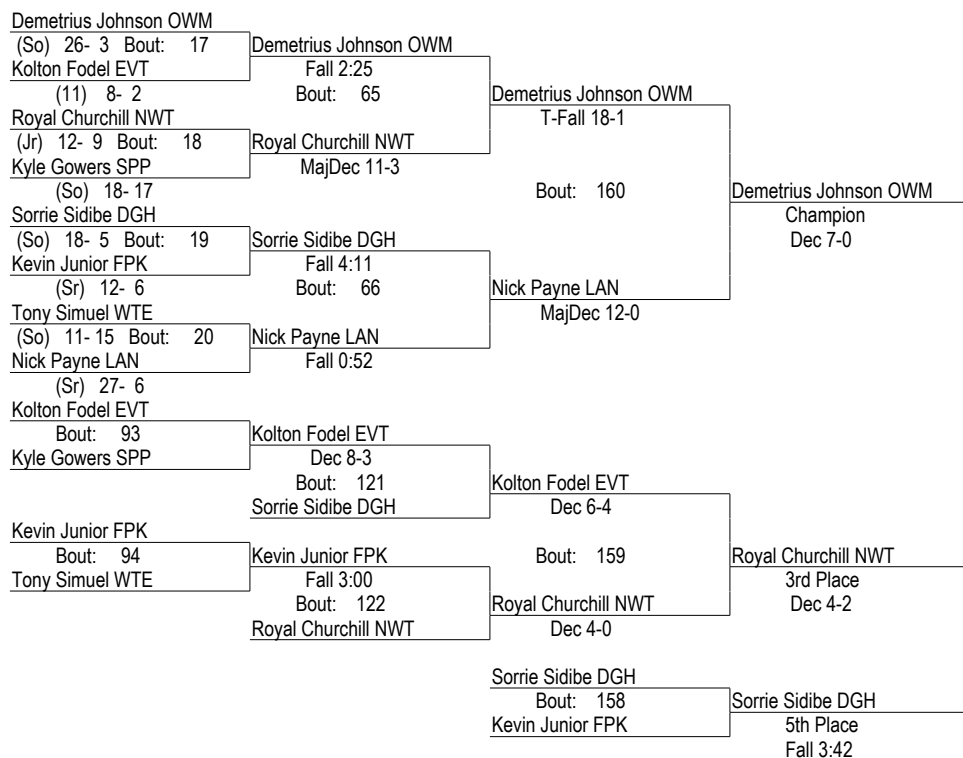 Demetrius Johnson OWM
(So) 26- 3 Bout: 17 Demetrius Johnson OWM
Kolton Fodel EVT Fall 2:25
(11) 8- 2 Bout: 65 Demetrius Johnson OWM
Royal Churchill NWT T-Fall 18-1
(Jr) 12- 9 Bout: 18 Royal Churchill NWT
Kyle Gowers SPP MajDec 11-3
(So) 18- 17 Bout: 160 Demetrius Johnson OWM
Sorrie Sidibe DGH Champion
(So) 18- 5 Bout: 19 Sorrie Sidibe DGH Dec 7-0
Kevin Junior FPK Fall 4:11
(Sr) 12- 6 Bout: 66 Nick Payne LAN
Tony Simuel WTE MajDec 12-0
(So) 11- 15 Bout: 20 Nick Payne LAN
Nick Payne LAN Fall 0:52
(Sr) 27- 6
Kolton Fodel EVT
Bout: 93 Kolton Fodel EVT
Kyle Gowers SPP Dec 8-3
Bout: 121 Kolton Fodel EVT
Sorrie Sidibe DGH Dec 6-4
Kevin Junior FPK
Bout: 94 Kevin Junior FPK Bout: 159 Royal Churchill NWT
Tony Simuel WTE Fall 3:00 3rd Place
Bout: 122 Royal Churchill NWT Dec 4-2
Royal Churchill NWT Dec 4-0
Sorrie Sidibe DGH
Bout: 158 Sorrie Sidibe DGH
Kevin Junior FPK 5th Place
Fall 3:42